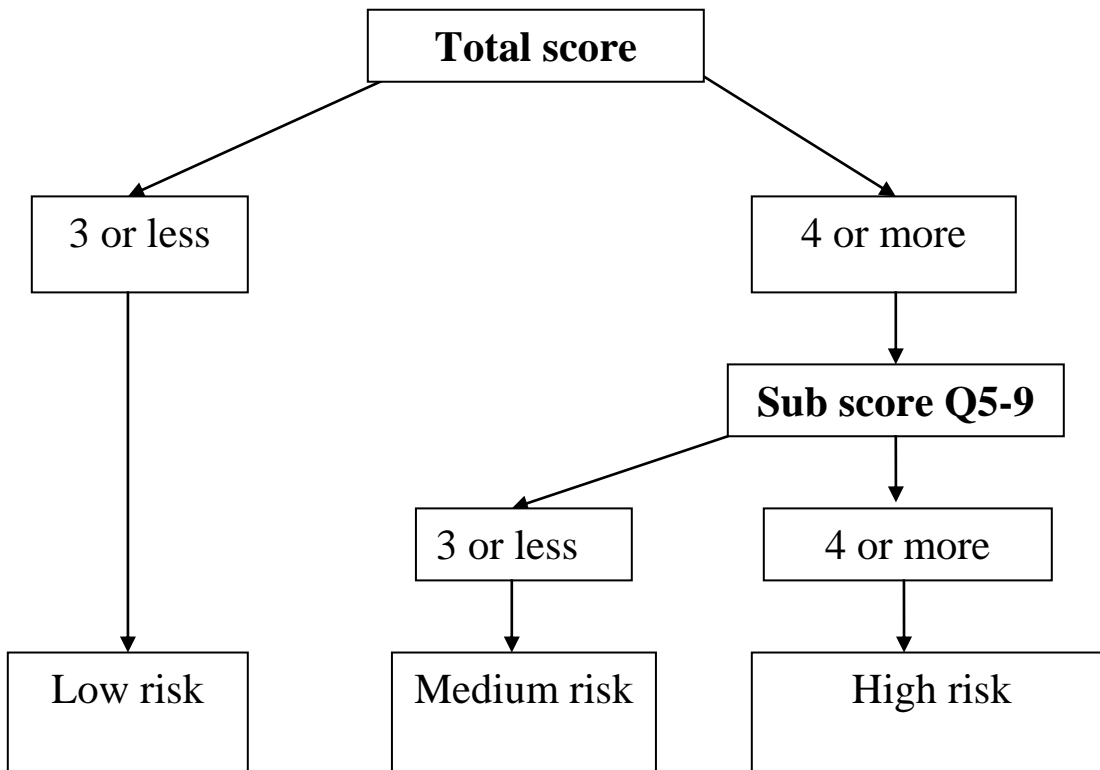 Total score
3 or less
4 or more
Sub score Q5-9
3 or less
4 or more
Low risk
Medium risk
High risk